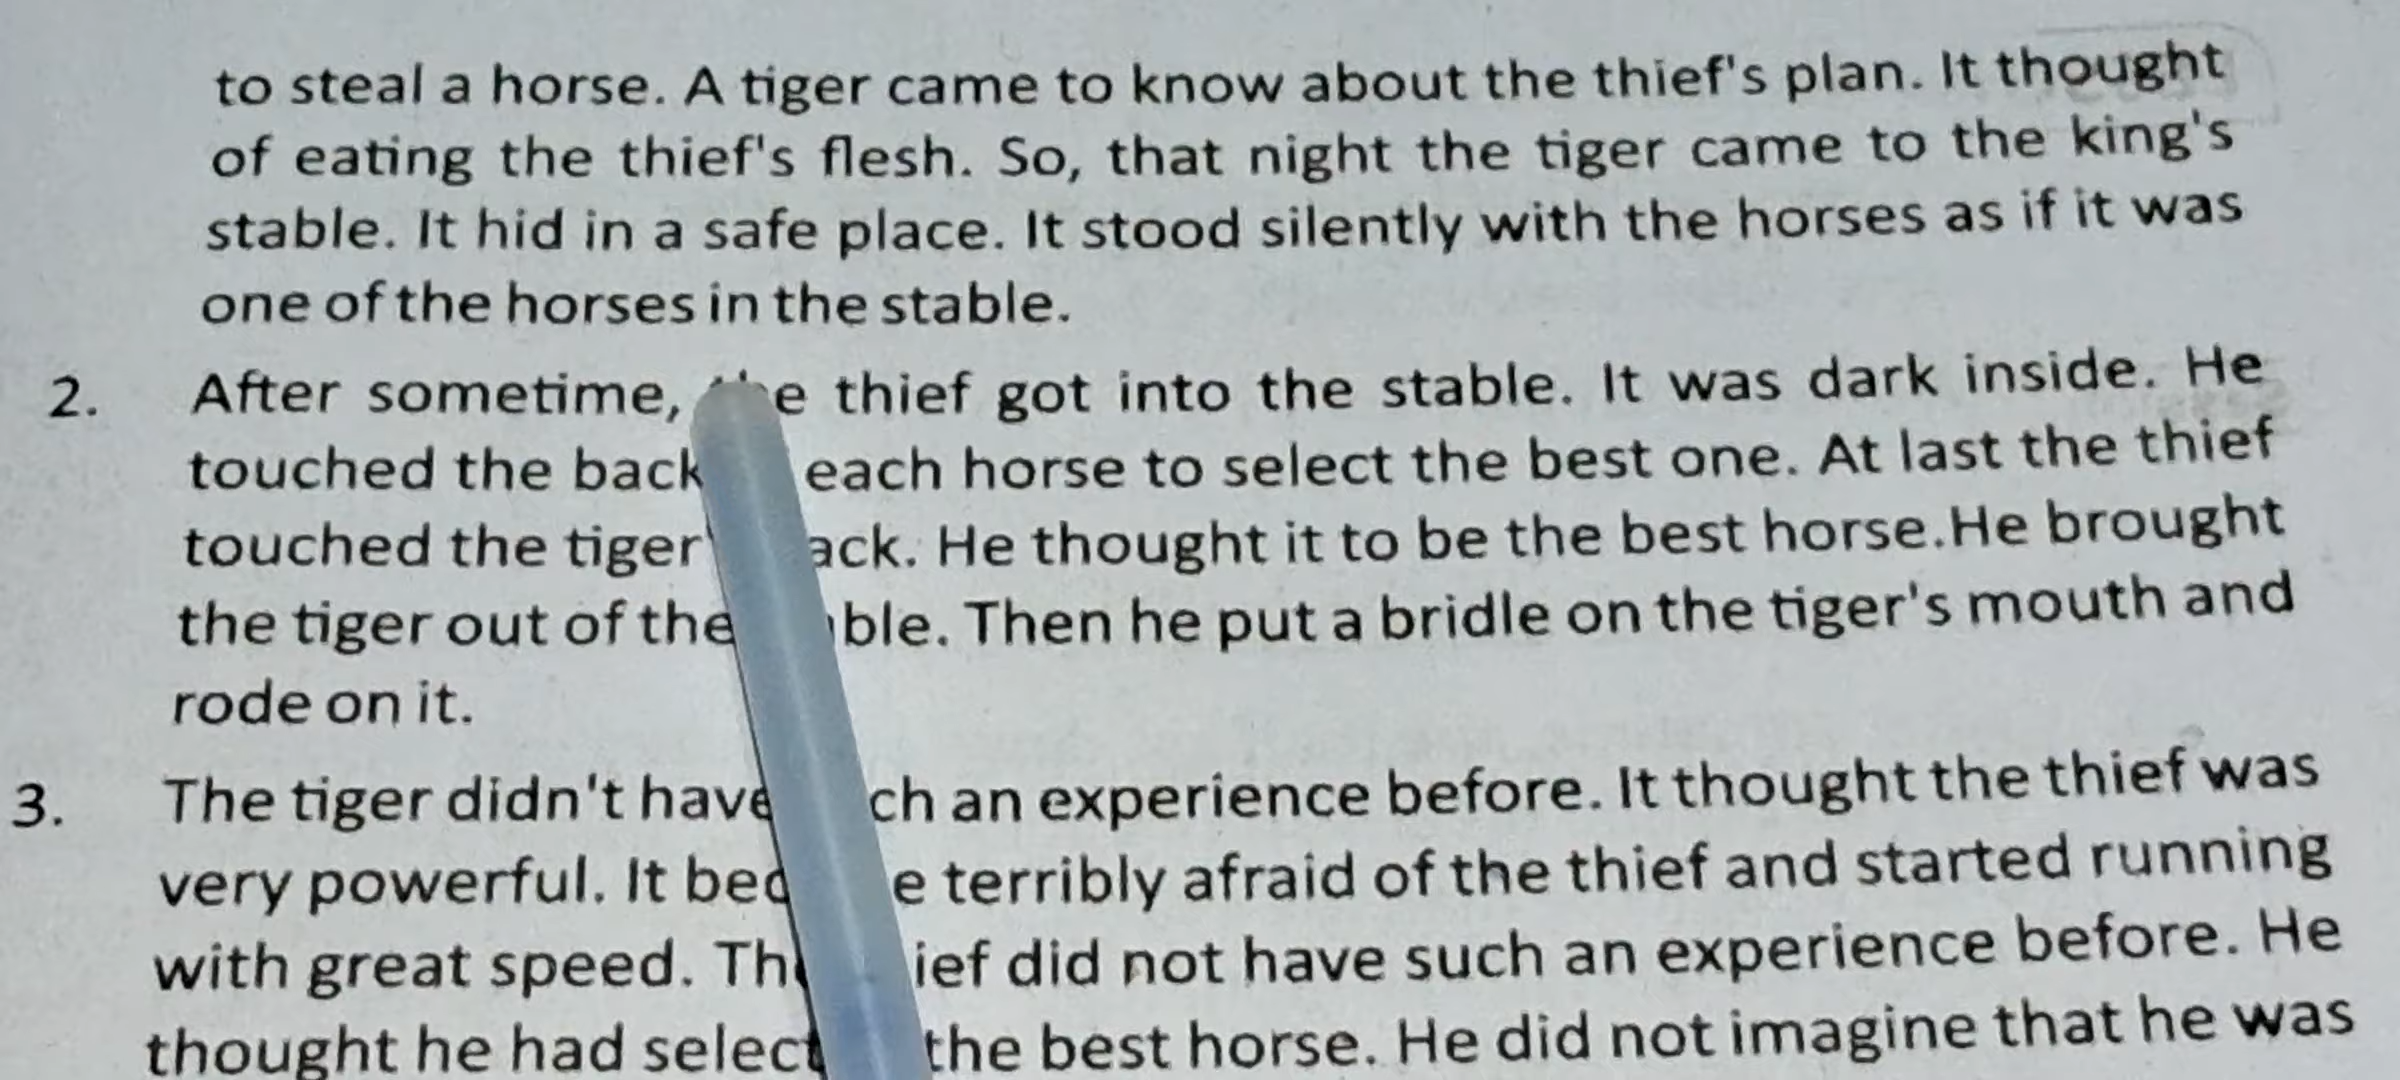 to steal a horse. A tiger came to know about the thief's plan. It thought
of eating the thief's flesh. So, that night the tiger came to the king's
stable. It hid in a safe place. It stood silently with the horses as if it was
one of the horses in the stable.
2. After sometime, the thief got into the stable. It was dark inside. He
touched the back each horse to select the best one. At last the thief
touched the tiger ack. He thought it to be the best horse.He brought
the tiger out of the ble. Then he put a bridle on the tiger's mouth and
rode on it.
3. The tiger didn't have ch an experience before. It thought the thief was
very powerful. It bec e terribly afraid of the thief and started running
with great speed. Th ief did not have such an experience before. He
thought he had select the best horse. He did not imagine that he was